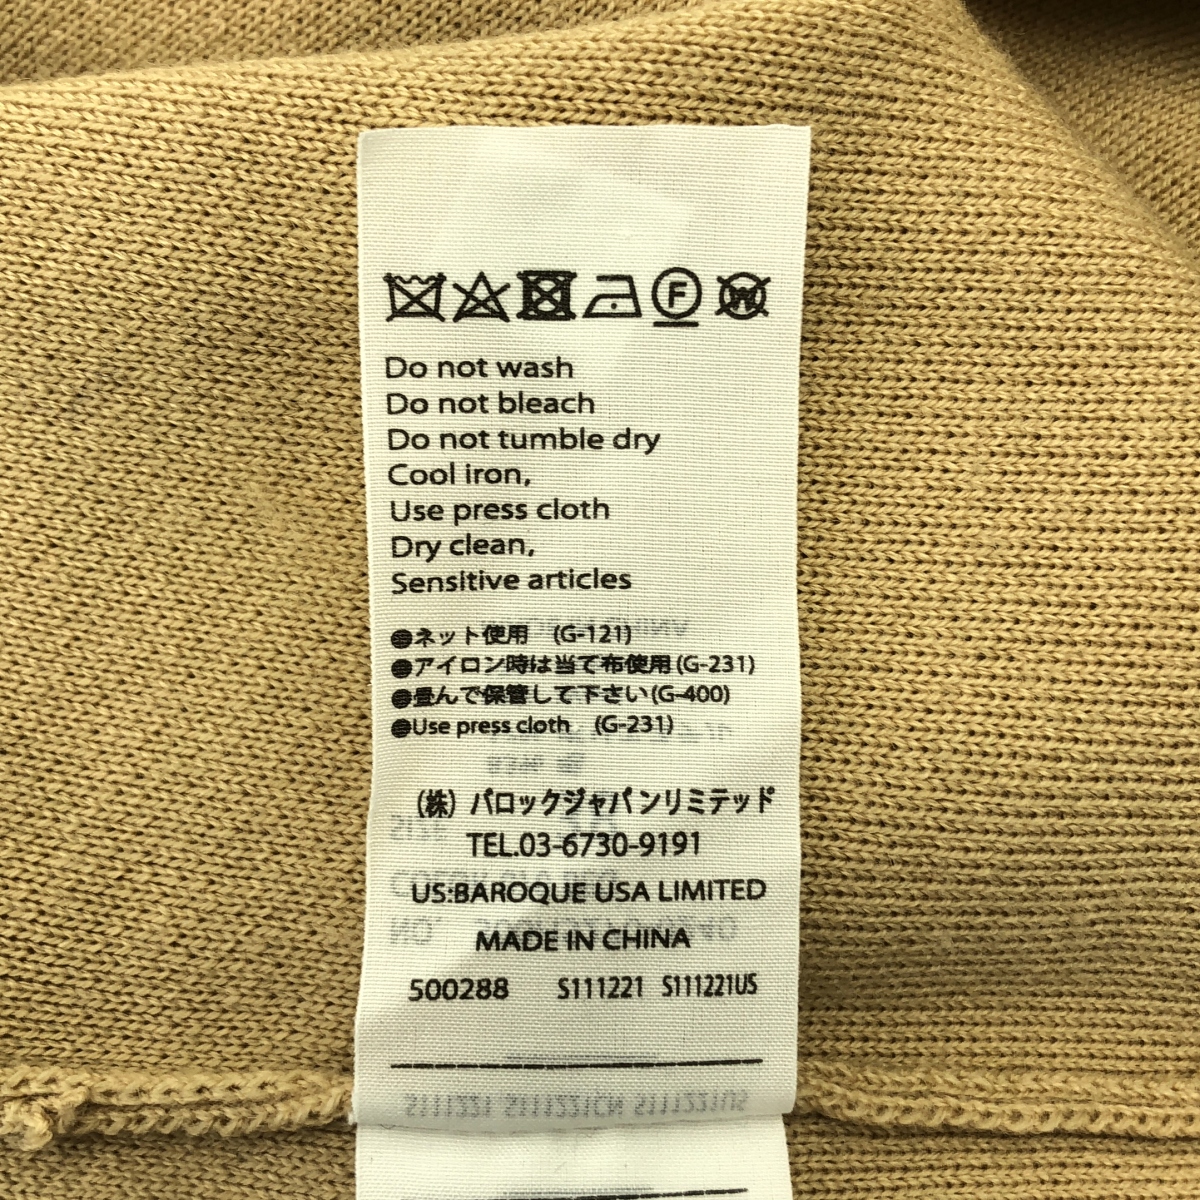 F W
Do not wash
Do not bleach
Do not tumble dry
Cool iron,
Use press cloth
Dry clean,
Sensitive articles
●ネット使用 (G-121)
●アイロン時は当て布使用(G-231)
●畳んで保管して下さい(G-400)
●Use press cloth (G-231)
(株) バロックジャパンリミテッド
TEL.03-6730-9191
US:BAROQUE USA LIMITED
MADE IN CHINA
500288 S111221 S111221US
S111221 S111221CN S111221US